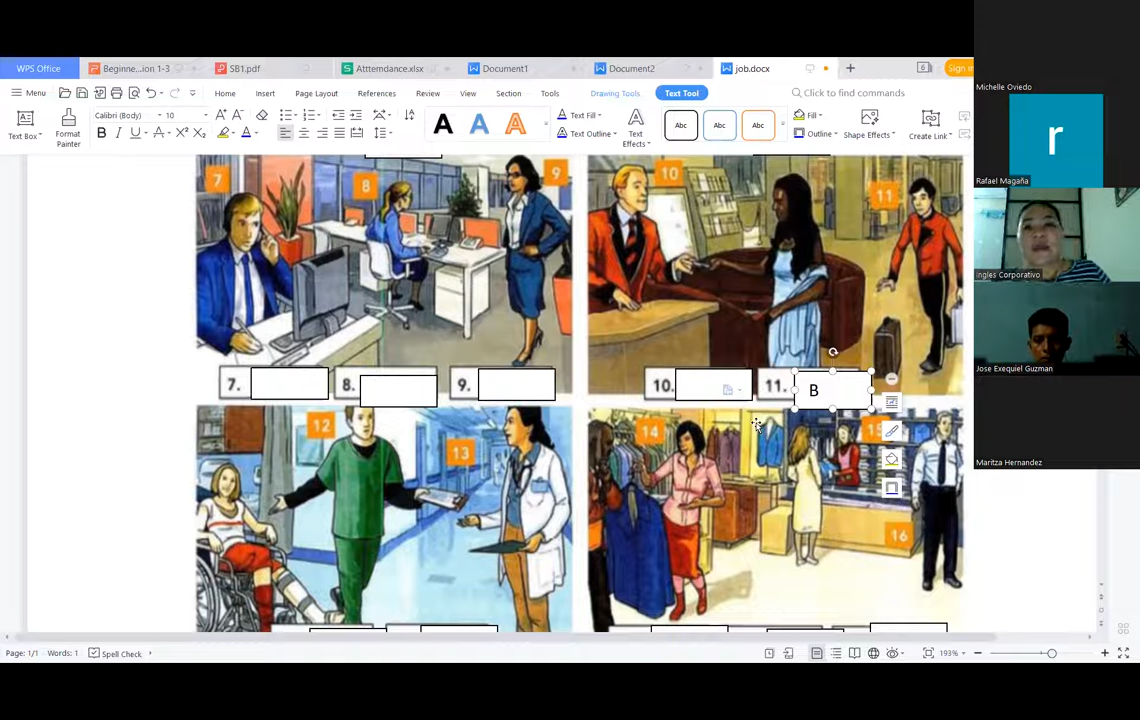 WPS Office
Beginne...ion 1-3
SB1.pdf
Atttemdance.xlsx
Document1
Document2
job.docx
Sign in
Menu
Home
Insert
Page Layout
References
Review
View
Section
Tools
Drawing Tools
Text Tool
Click to find commands
Text Box
Format Painter
Calibri (Body)
10
Text Fill
Text Outline
Text Effects
Abc
Abc
Abc
Fill
Outline
Shape Effects
Create Link
Michelle Oviedo
r
Rafael Magaña
Ingles Corporativo
Jose Exequiel Guzman
Maritza Hernandez
7
8
9
10
11
7.
8.
9.
10.
11.
B
12
13
14
15
16
Page: 1/1
Words: 1
Spell Check
193%